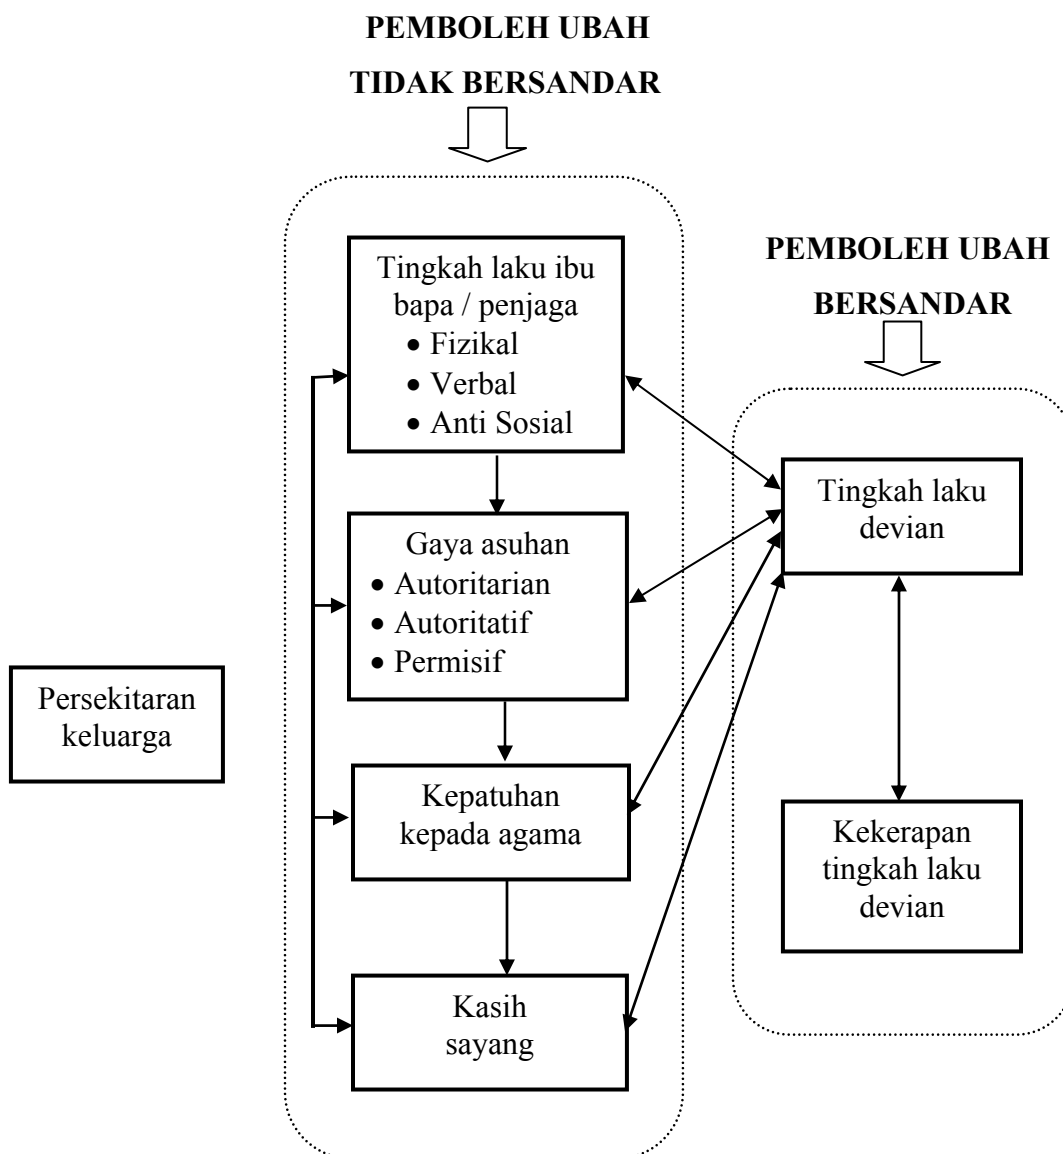 PEMBOLEH UBAH
TIDAK BERSANDAR
Tingkah laku ibu
bapa / penjaga
• Fizikal
• Verbal
• Anti Sosial
Gaya asuhan
• Autoritarian
• Autoritatif
• Permisif
Persekitaran
keluarga
Kepatuhan
kepada agama
Kasih
sayang
PEMBOLEH UBAH
BERSANDAR
Tingkah laku
devian
Kekerapan
tingkah laku
devian